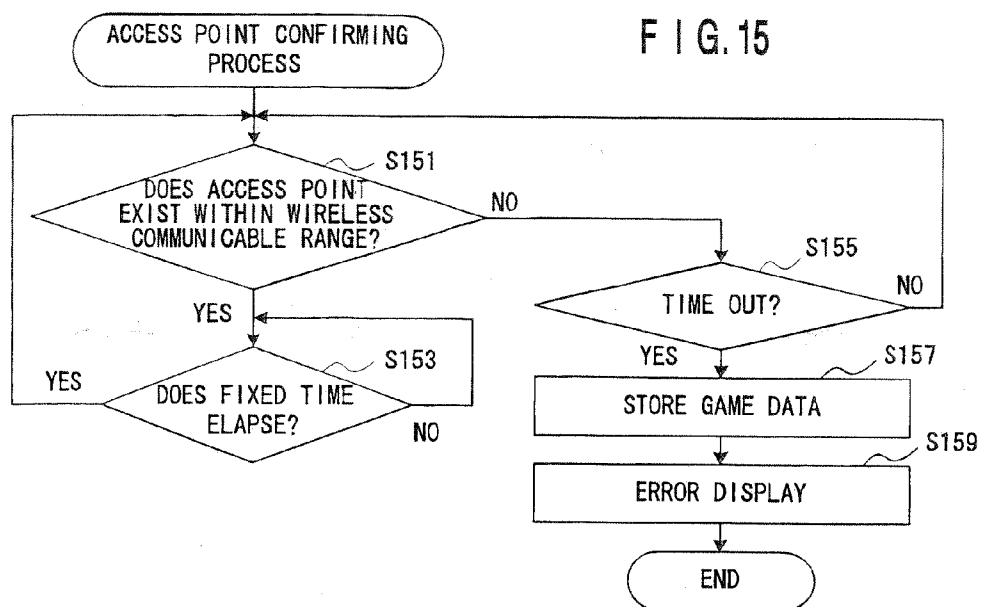 FIG.15
ACCESS POINT CONFIRMING
PROCESS
S151
DOES ACCESS POINT
EXIST WITHIN WIRELESS
COMMUNICABLE RANGE?
NO
YES
S153
DOES FIXED TIME
ELAPSE?
YES
NO
S155
TIME OUT?
NO
YES
S157
STORE GAME DATA
S159
ERROR DISPLAY
END